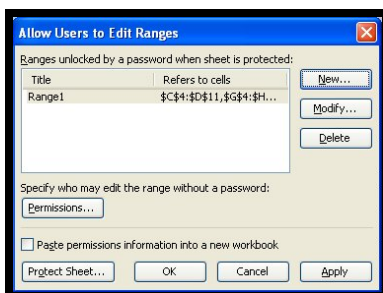 Allow Users to Edit Ranges
Ranges unlocked by a password when sheet is protected:
Title Refers to cells
Range1 $C$4:$D$11,$G$4:$H...
New...
Modify...
Delete
Specify who may edit the range without a password:
Permissions...
Paste permissions information into a new workbook
Protect Sheet... OK Cancel Apply